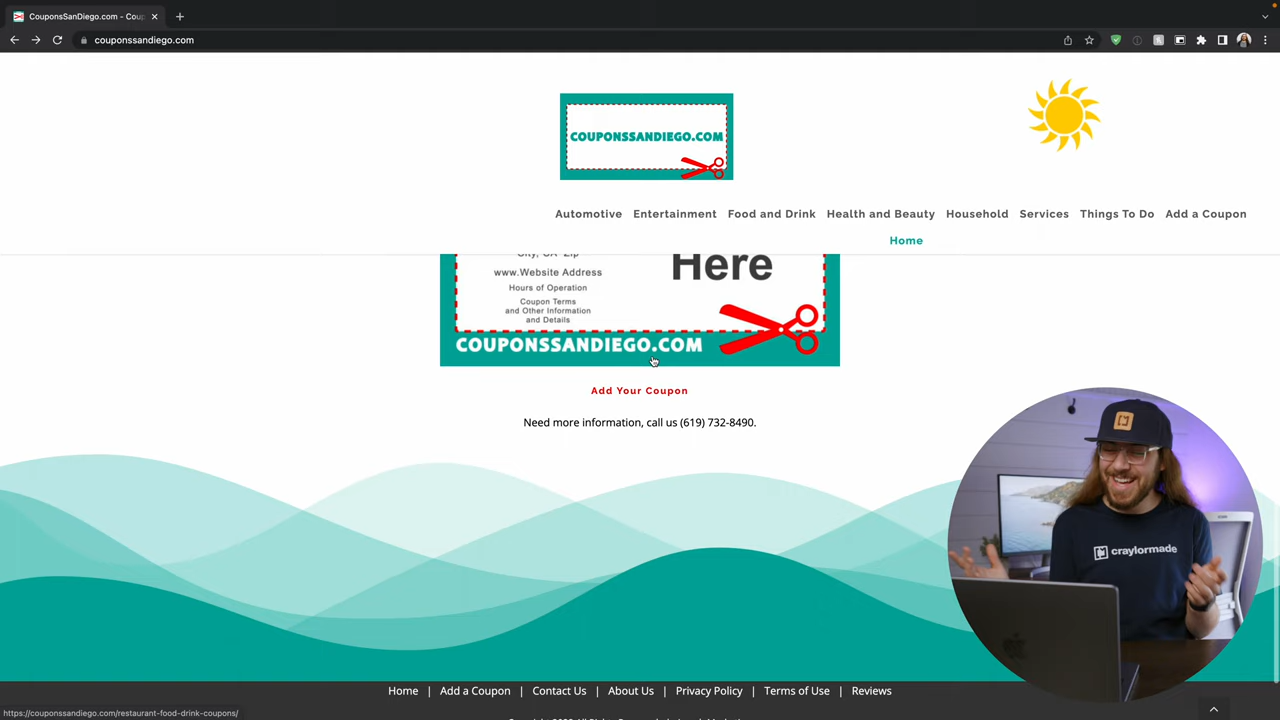 CouponsSanDiego.com - Coup
couponssandiego.com
COUPONSSANDIEGO.COM
Automotive Entertainment Food and Drink Health and Beauty Household Services Things To Do Add a Coupon
Home
City, CA Zip
www.Website Address
Hours of Operation
Coupon Terms
and Other Information
and Details
Here
COUPONSSANDIEGO.COM
Add Your Coupon
Need more information, call us (619) 732-8490.
craylormade
Home | Add a Coupon | Contact Us | About Us | Privacy Policy | Terms of Use | Reviews
https://couponssandiego.com/restaurant-food-drink-coupons/